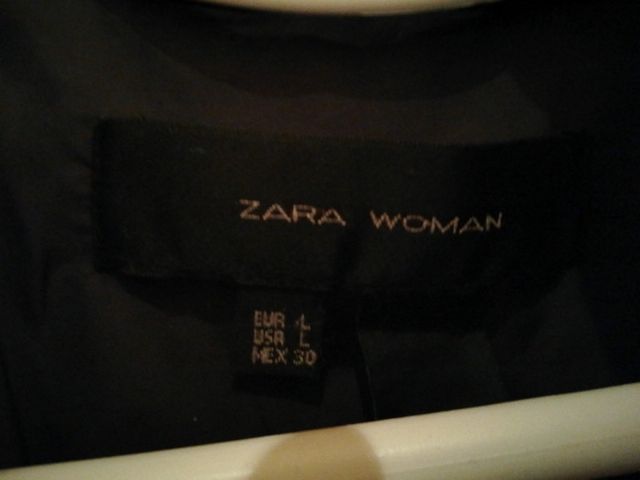 ZARA WOMAN
EUR L
USA L
MEX 30